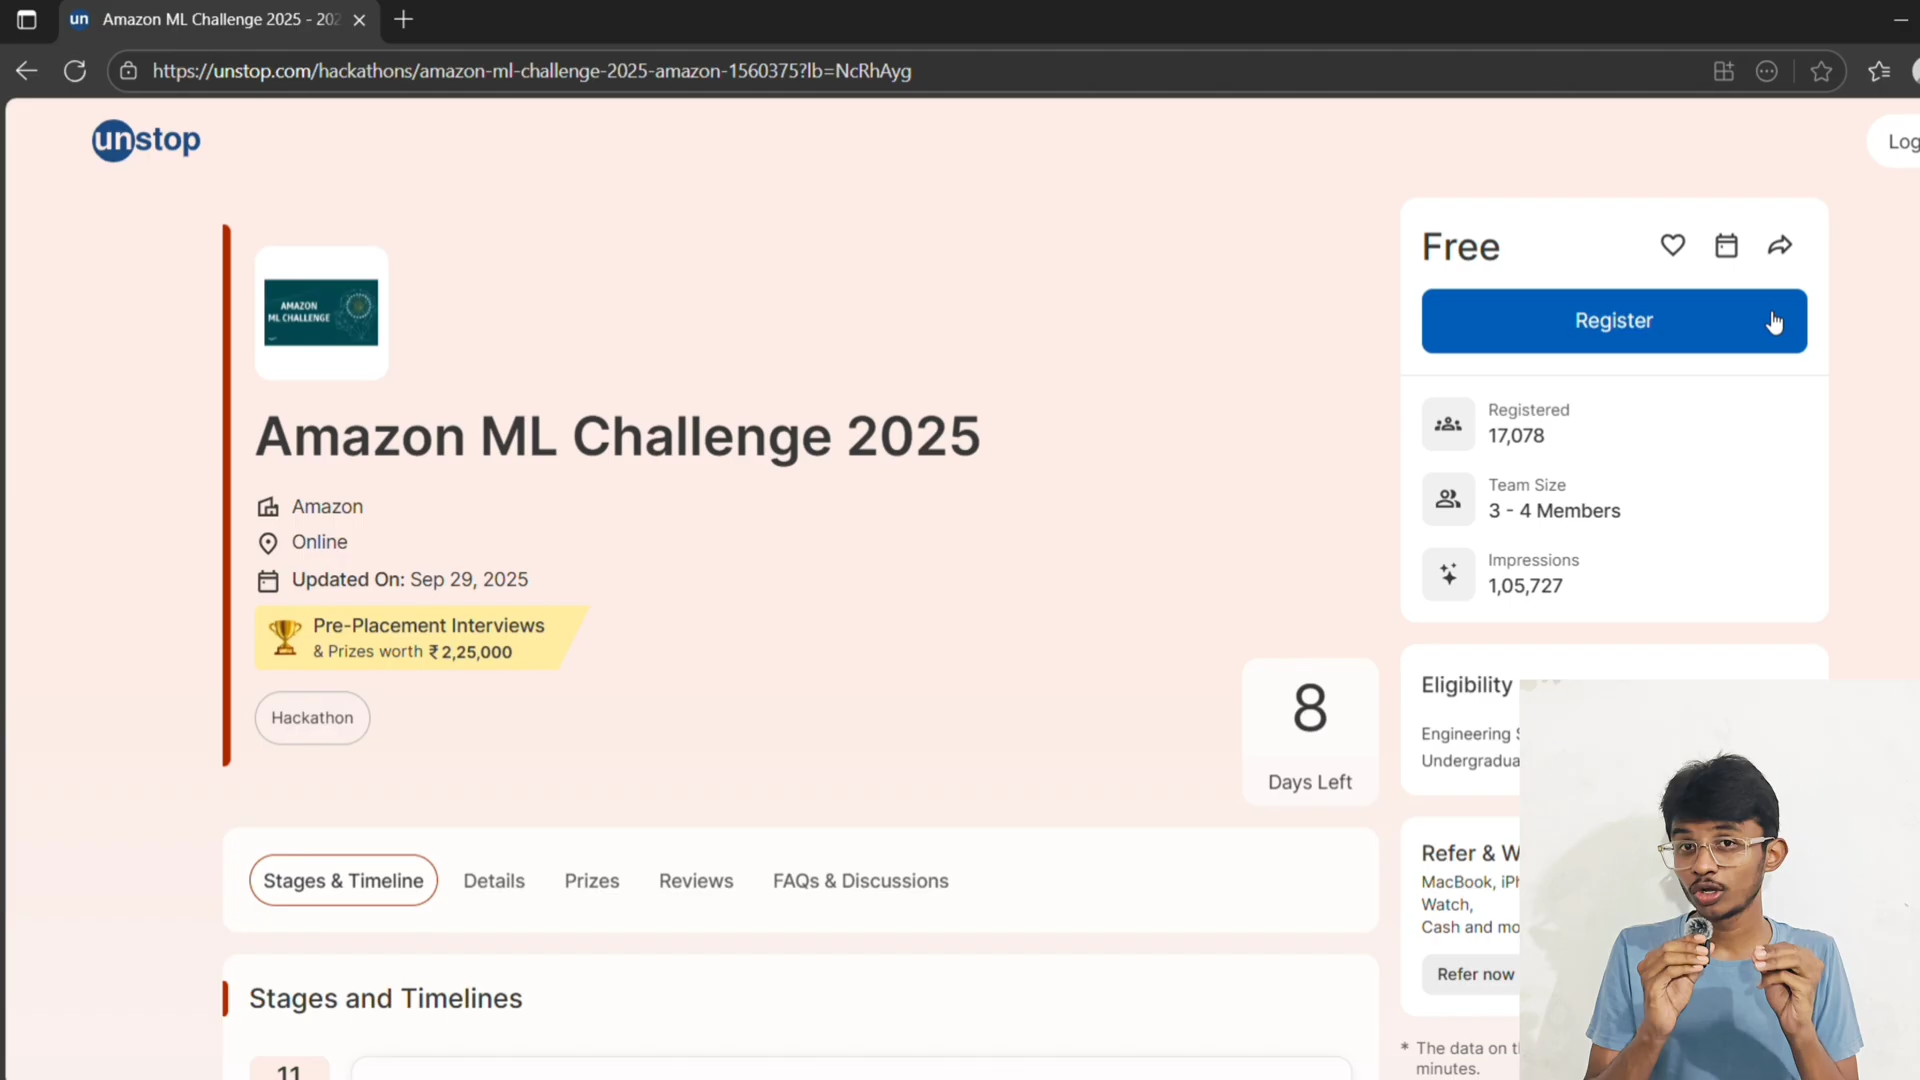 un Amazon ML Challenge 2025 - 202
https://unstop.com/hackathons/amazon-ml-challenge-2025-amazon-1560375?lb=NcRhAyg
unstop
Log
AMAZON
ML CHALLENGE
Amazon ML Challenge 2025
Amazon
Online
Updated On: Sep 29, 2025
Pre-Placement Interviews
& Prizes worth ₹2,25,000
Hackathon
8
Days Left
Free
Register
Registered
17,078
Team Size
3 - 4 Members
Impressions
1,05,727
Eligibility
Engineering S
Undergradua
Refer & W
MacBook, iPh
Watch,
Cash and mo
Refer now
* The data on t
minutes.
Stages & Timeline
Details
Prizes
Reviews
FAQs & Discussions
Stages and Timelines
11